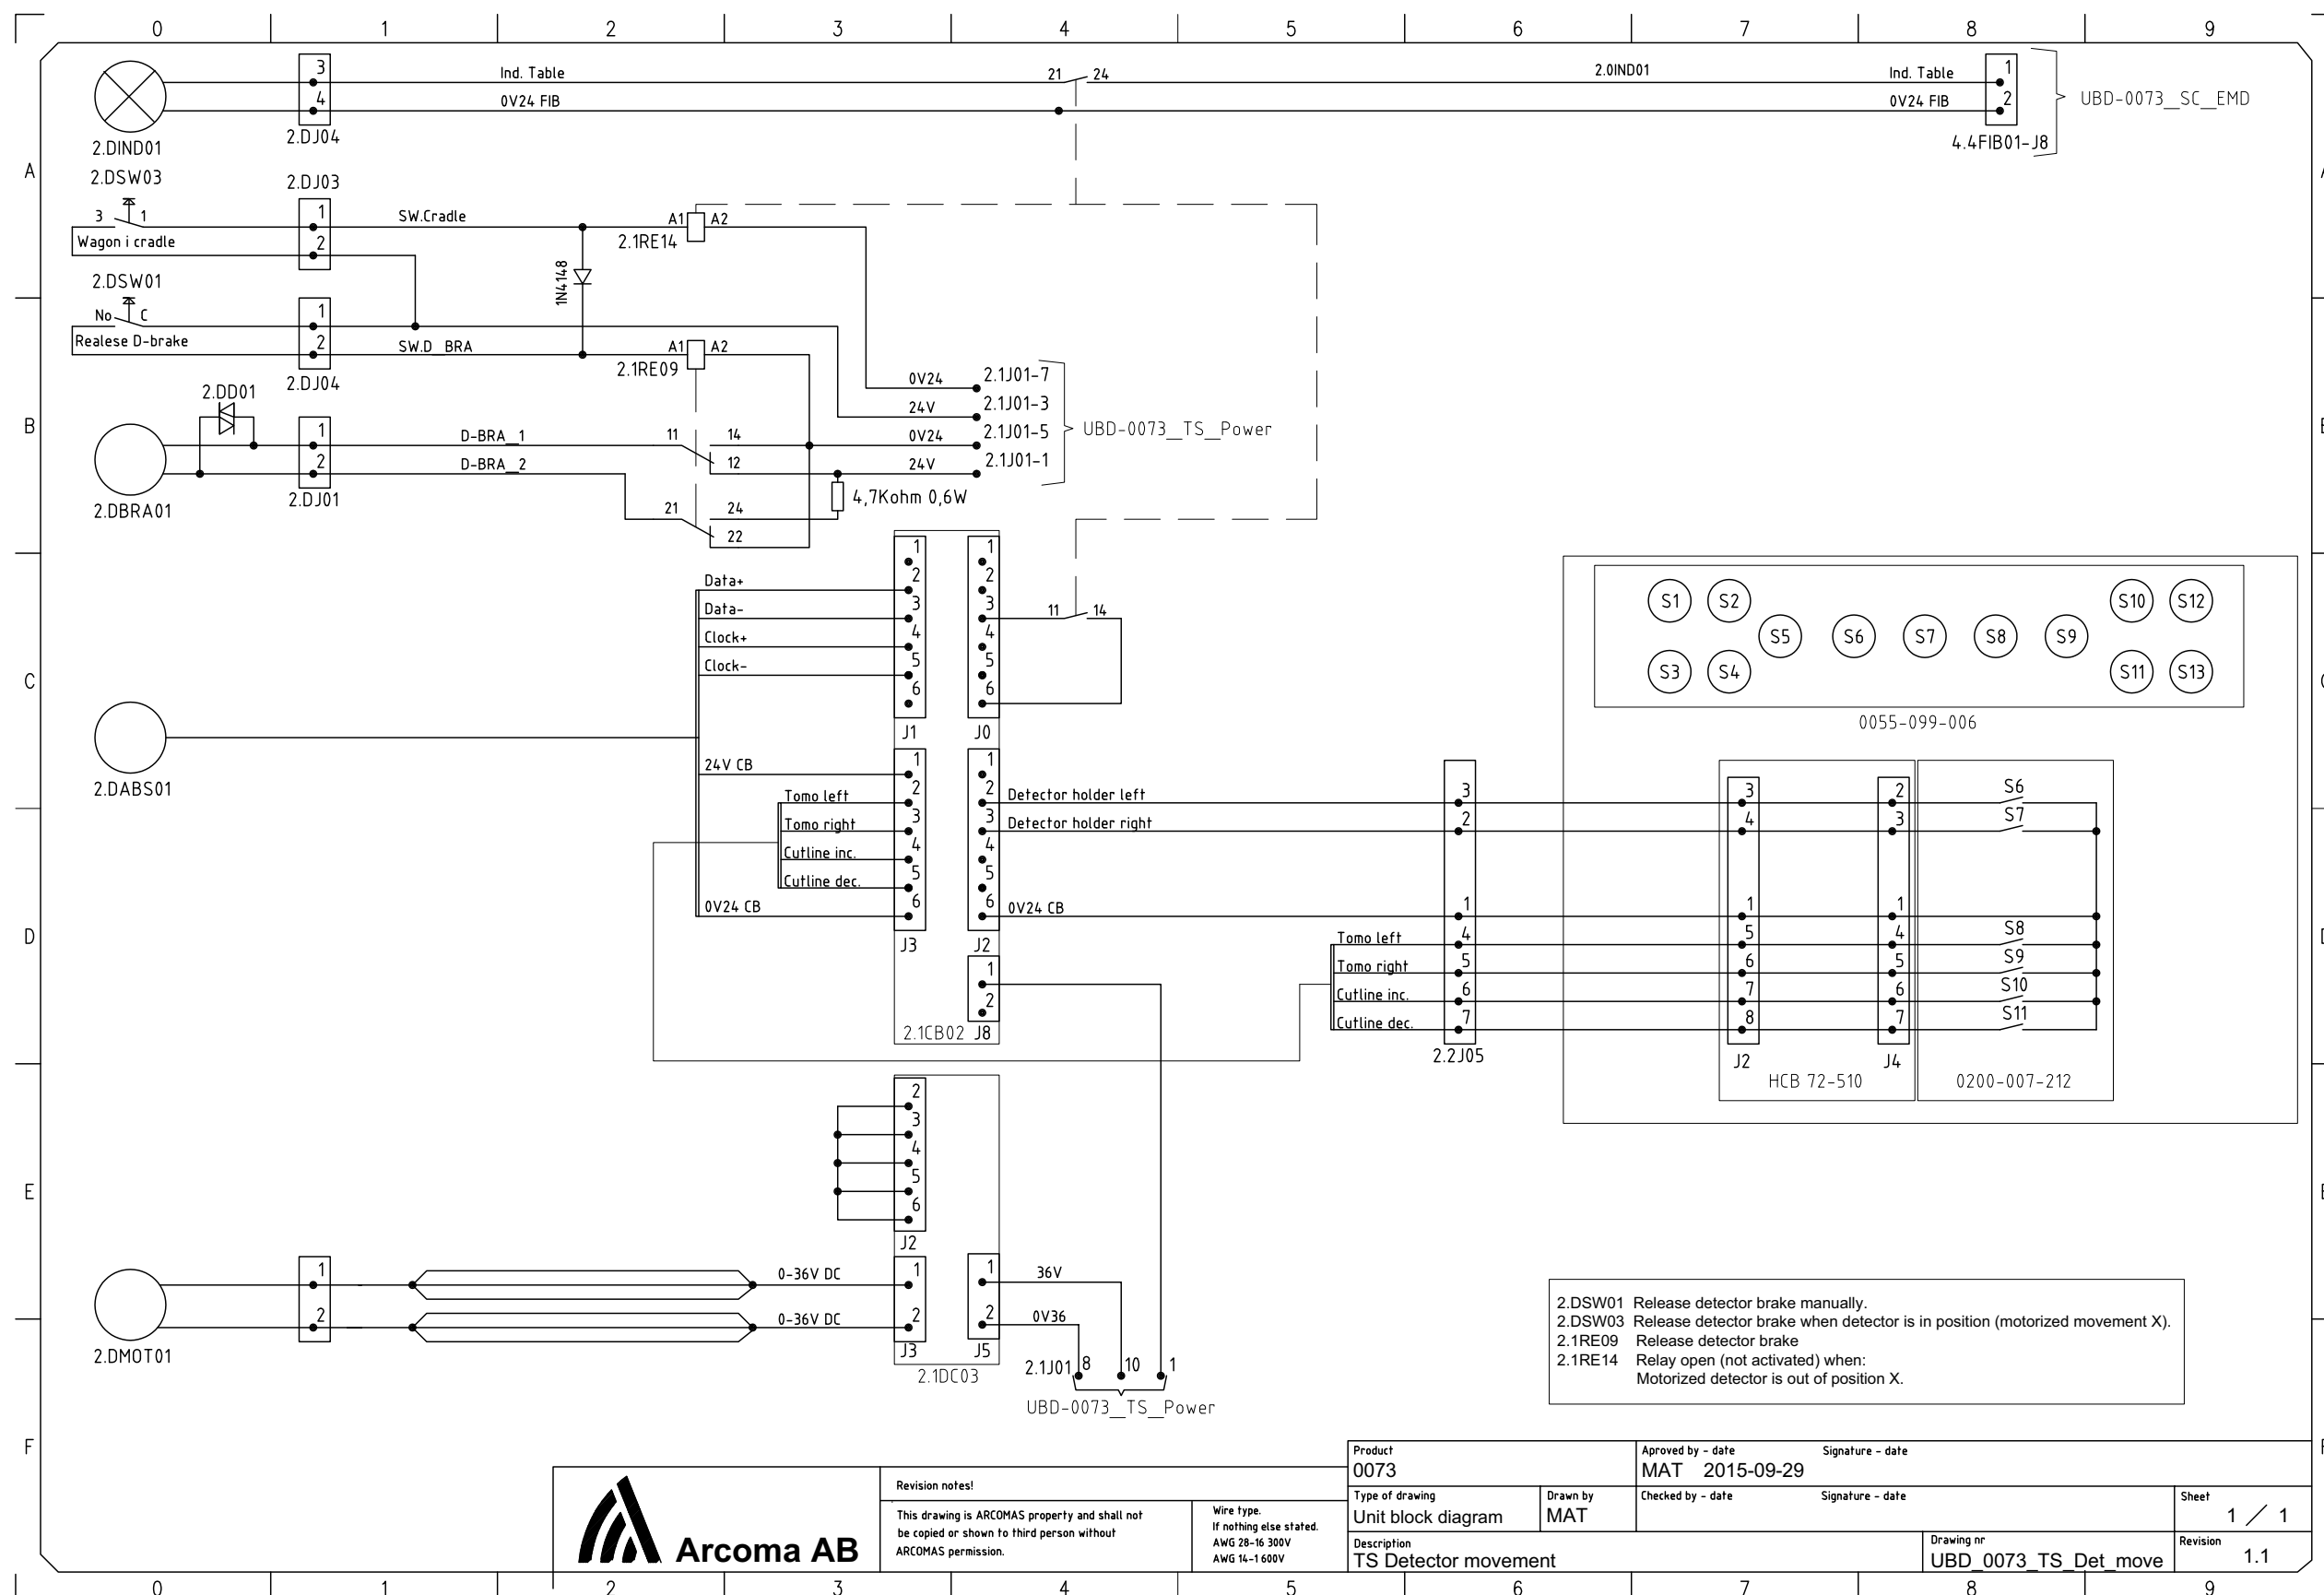 0 1 2 3 4 5 6 7 8 9
3 Ind. Table 21 24 2.0IND01 Ind. Table 1
4 0V24 FIB 0V24 FIB 2 UBD-0073_SC_EMD
2.DIND01 2.DJ04 4.4FIB01-J8
A
2.DSW03 2.DJ03
3 1 1 SW.Cradle A1 A2
Wagon i cradle 2 2.1RE14
2.DSW01 1N4148
No C 1
Realese D-brake 2 SW.D_BRA A1 A2
2.DJ04 2.1RE09
0V24 2.1J01-7
2.DD01 24V 2.1J01-3
B
1 D-BRA_1 11 14 0V24 2.1J01-5 UBD-0073_TS_Power
2 D-BRA_2 12 24V 2.1J01-1
2.DBRA01 2.DJ01 4,7Kohm 0,6W
21 24
22
1 1
Data+ 2 2
Data- 3 3 11 14
Clock+ 4 4
Clock- 5 5
6 6
J1 J0
S1 S2 S10 S12
S5 S6 S7 S8 S9
S3 S4 S11 S13
0055-099-006
C
2.DABS01
24V CB 1 1
Tomo left 2 2 Detector holder left 3 3 2 S6
Tomo right 3 3 Detector holder right 2 4 3 S7
Cutline inc. 4 4
Cutline dec. 5 5
0V24 CB 6 6 0V24 CB 1 1 1
D
J3 J2 Tomo left 4 5 4 S8
1 Tomo right 5 6 5 S9
2 Cutline inc. 6 7 6 S10
2.1CB02 J8 Cutline dec. 7 8 7 S11
2.2J05 J2 J4
HCB 72-510 0200-007-212
2
3
4
5
6
J2
E
1 0-36V DC 1 1 36V
2 0-36V DC 2 2 0V36
2.DMOT01 J3 J5
2.1DC03 2.1J01 8 10 1
UBD-0073_TS_Power
2.DSW01 Release detector brake manually.
2.DSW03 Release detector brake when detector is in position (motorized movement X).
2.1RE09 Release detector brake
2.1RE14 Relay open (not activated) when:
Motorized detector is out of position X.
F
Arcoma AB
Revision notes!
This drawing is ARCOMAS property and shall not
be copied or shown to third person without
ARCOMAS permission.
Wire type.
If nothing else stated.
AWG 28-16 300V
AWG 14-1 600V
Product
0073
Aproved by - date Signature - date
MAT 2015-09-29
Type of drawing
Unit block diagram
Drawn by
MAT
Checked by - date Signature - date
Sheet
1 / 1
Description
TS Detector movement
Drawing nr
UBD_0073_TS_Det_move
Revision
1.1
0 1 2 3 4 5 6 7 8 9